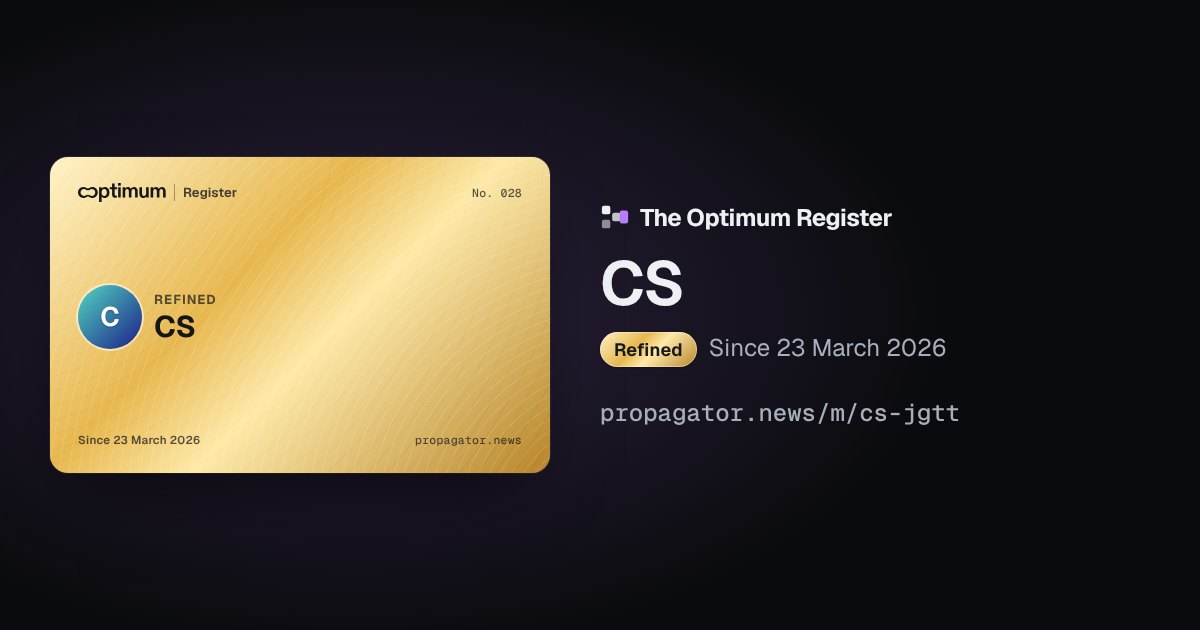 optimum | Register
No. 028
C
REFINED
CS
Since 23 March 2026
propagator.news
The Optimum Register
CS
Refined
Since 23 March 2026
propagator.news/m/cs-jgtt